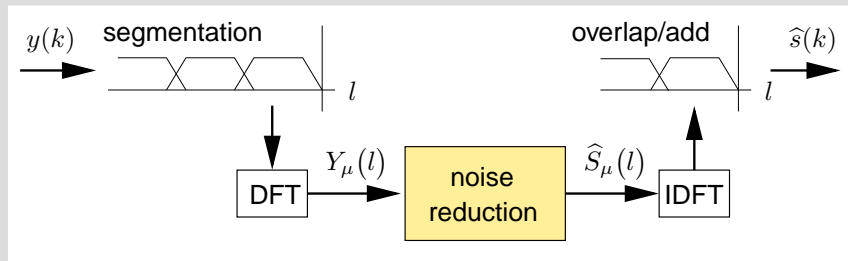 segmentation
overlap/add
y(k)
ŝ(k)
l
l
Y_μ(l)
Ŝ_μ(l)
DFT
noise
reduction
IDFT